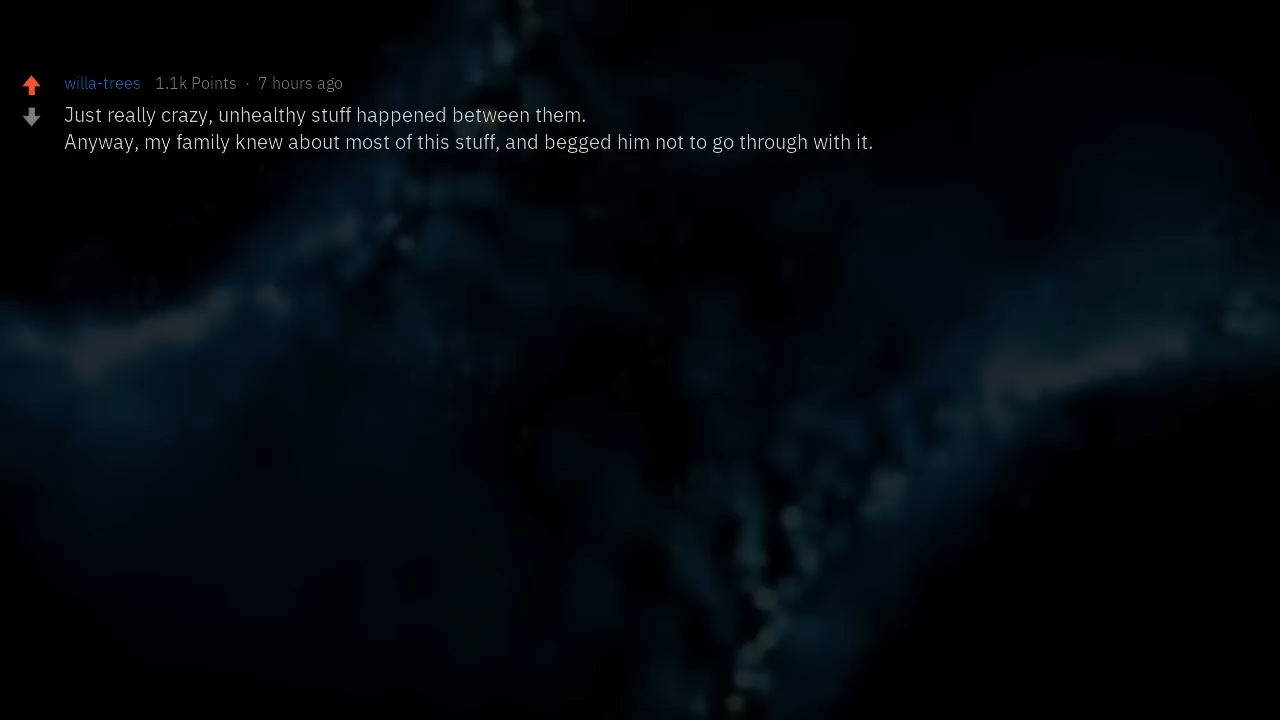 willa-trees 1.1k Points · 7 hours ago
Just really crazy, unhealthy stuff happened between them.
Anyway, my family knew about most of this stuff, and begged him not to go through with it.